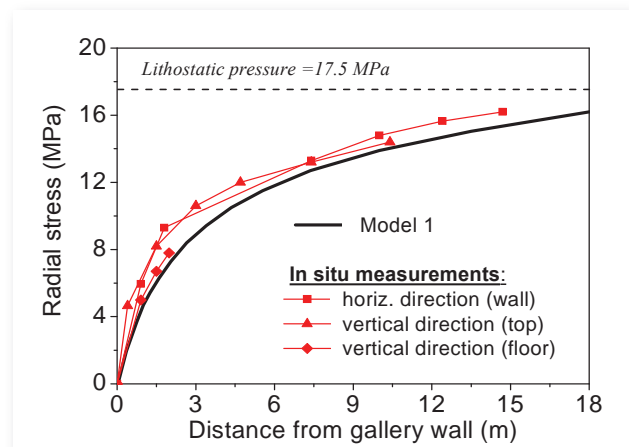 20
16
12
8
4
0
Radial stress (MPa)
Lithostatic pressure =17.5 MPa
Model 1
In situ measurements:
horiz. direction (wall)
vertical direction (top)
vertical direction (floor)
0 3 6 9 12 15 18
Distance from gallery wall (m)